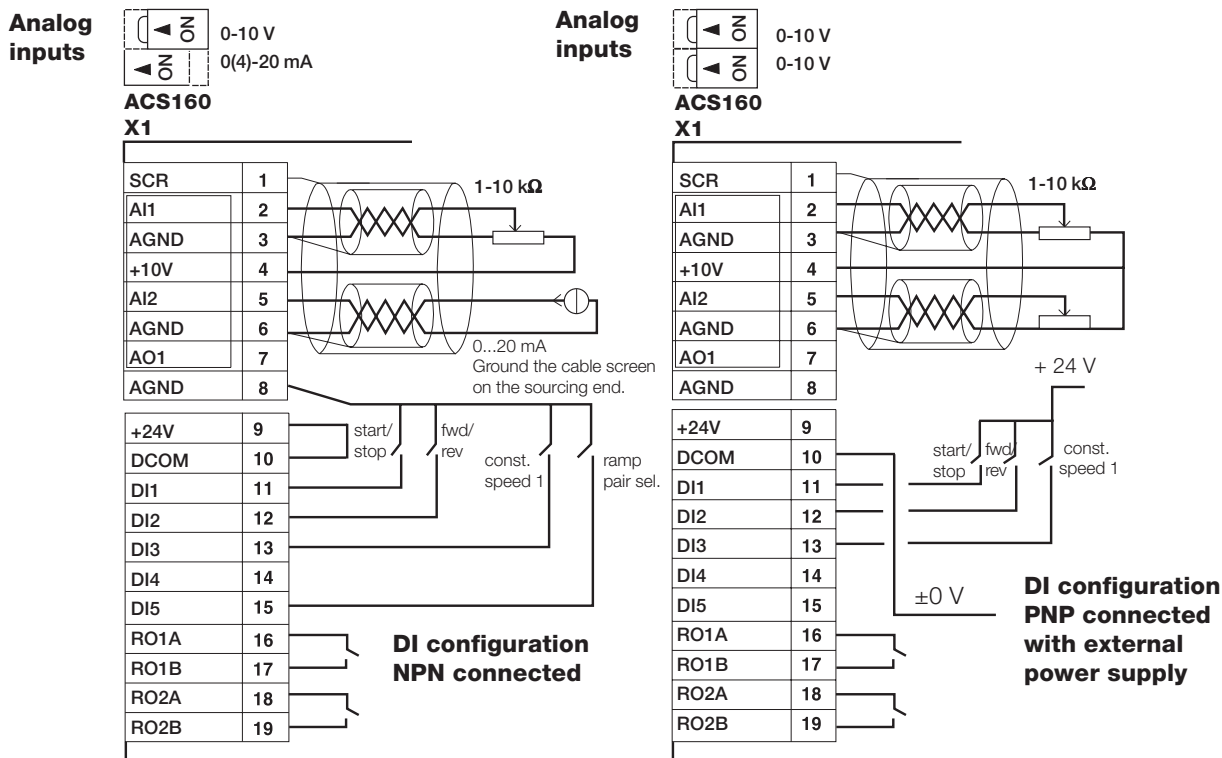 Analog
inputs
ON
0-10 V
ON
0(4)-20 mA
ACS160
X1
SCR 1
AI1 2
AGND 3
+10V 4
AI2 5
AGND 6
AO1 7
AGND 8
+24V 9
DCOM 10
DI1 11
DI2 12
DI3 13
DI4 14
DI5 15
RO1A 16
RO1B 17
RO2A 18
RO2B 19
1-10 kΩ
0...20 mA
Ground the cable screen
on the sourcing end.
start/
stop
fwd/
rev
const.
speed 1
ramp
pair sel.
DI configuration
NPN connected
Analog
inputs
ON
0-10 V
ON
0-10 V
ACS160
X1
SCR 1
AI1 2
AGND 3
+10V 4
AI2 5
AGND 6
AO1 7
AGND 8
+24V 9
DCOM 10
DI1 11
DI2 12
DI3 13
DI4 14
DI5 15
RO1A 16
RO1B 17
RO2A 18
RO2B 19
1-10 kΩ
+ 24 V
start/
stop
fwd/
rev
const.
speed 1
±0 V
DI configuration
PNP connected
with external
power supply